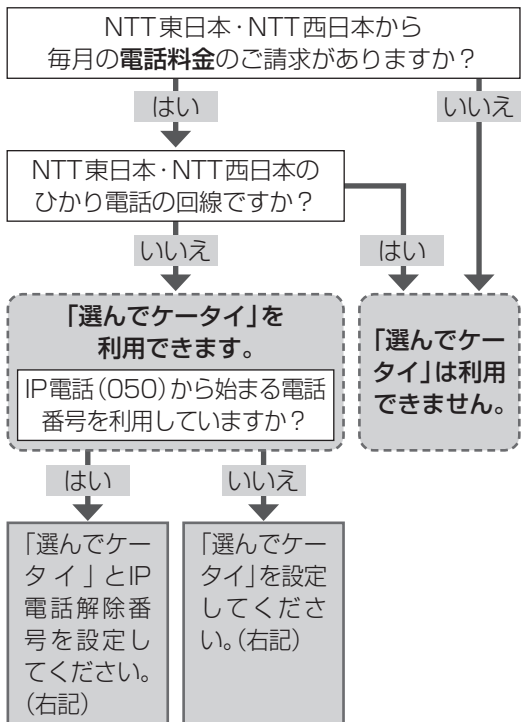 NTT東日本・NTT西日本から
毎月の電話料金のご請求がありますか？
はい
いいえ
NTT東日本・NTT西日本の
ひかり電話の回線ですか？
いいえ
はい
「選んでケータイ」を
利用できます。
IP電話(050)から始まる電話
番号を利用していますか？
「選んでケー
タイ」は利用
できません。
はい
いいえ
「選んでケー
タイ」とIP
電話解除番
号を設定し
てください。
(右記)
「選んでケー
タイ」を設定
してくださ
い。(右記)